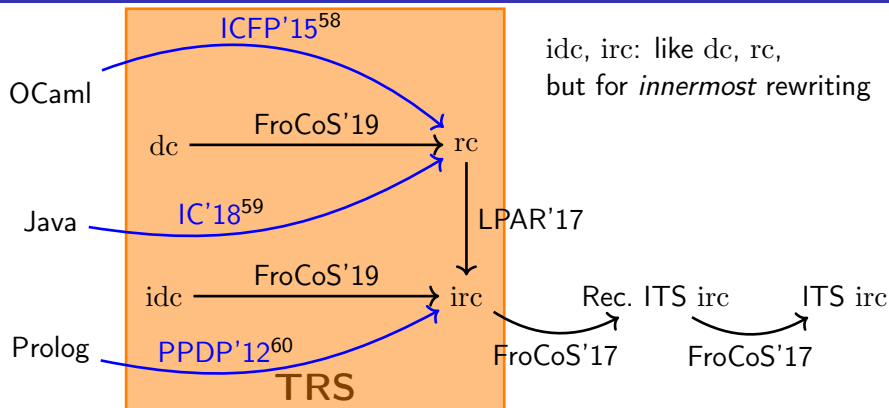 ICFP'15⁵⁸
idc, irc: like dc, rc,
but for innermost rewriting
OCaml
FroCoS'19
dc
rc
IC'18⁵⁹
Java
LPAR'17
FroCoS'19
idc
irc
Rec. ITS irc
ITS irc
Prolog
PPDP'12⁶⁰
FroCoS'17
FroCoS'17
TRS